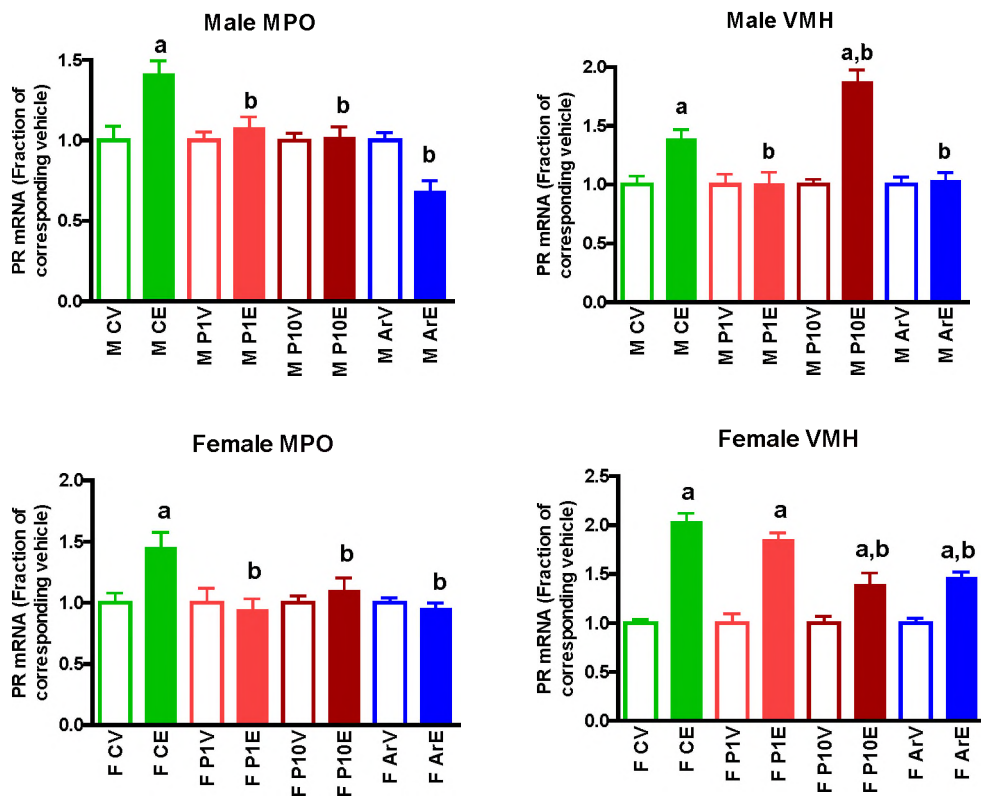 Male MPO
PR mRNA (Fraction of
corresponding vehicle)
1.5
1.0
0.5
0.0
a
b
b
b
M CV
M CE
M P1V
M P1E
M P10V
M P10E
M ArV
M ArE
Male VMH
PR mRNA (Fraction of
corresponding vehicle)
2.0
1.5
1.0
0.5
0.0
a
b
a,b
b
M CV
M CE
M P1V
M P1E
M P10V
M P10E
M ArV
M ArE
Female MPO
PR mRNA (Fraction of
corresponding vehicle)
2.0
1.5
1.0
0.5
0.0
a
b
b
b
F CV
F CE
F P1V
F P1E
F P10V
F P10E
F ArV
F ArE
Female VMH
PR mRNA (Fraction of
corresponding vehicle)
2.5
2.0
1.5
1.0
0.5
0.0
a
a
a,b
a,b
F CV
F CE
F P1V
F P1E
F P10V
F P10E
F ArV
F ArE